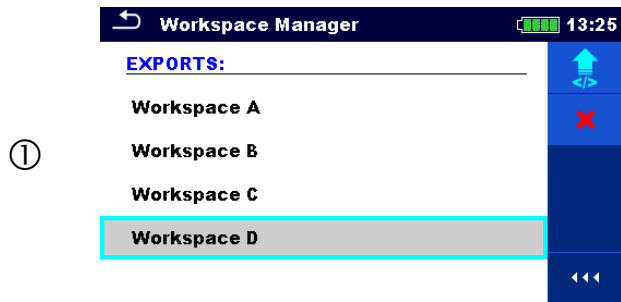 Workspace Manager 13:25
EXPORTS:
</>
Workspace A
Workspace B
①
Workspace C
Workspace D